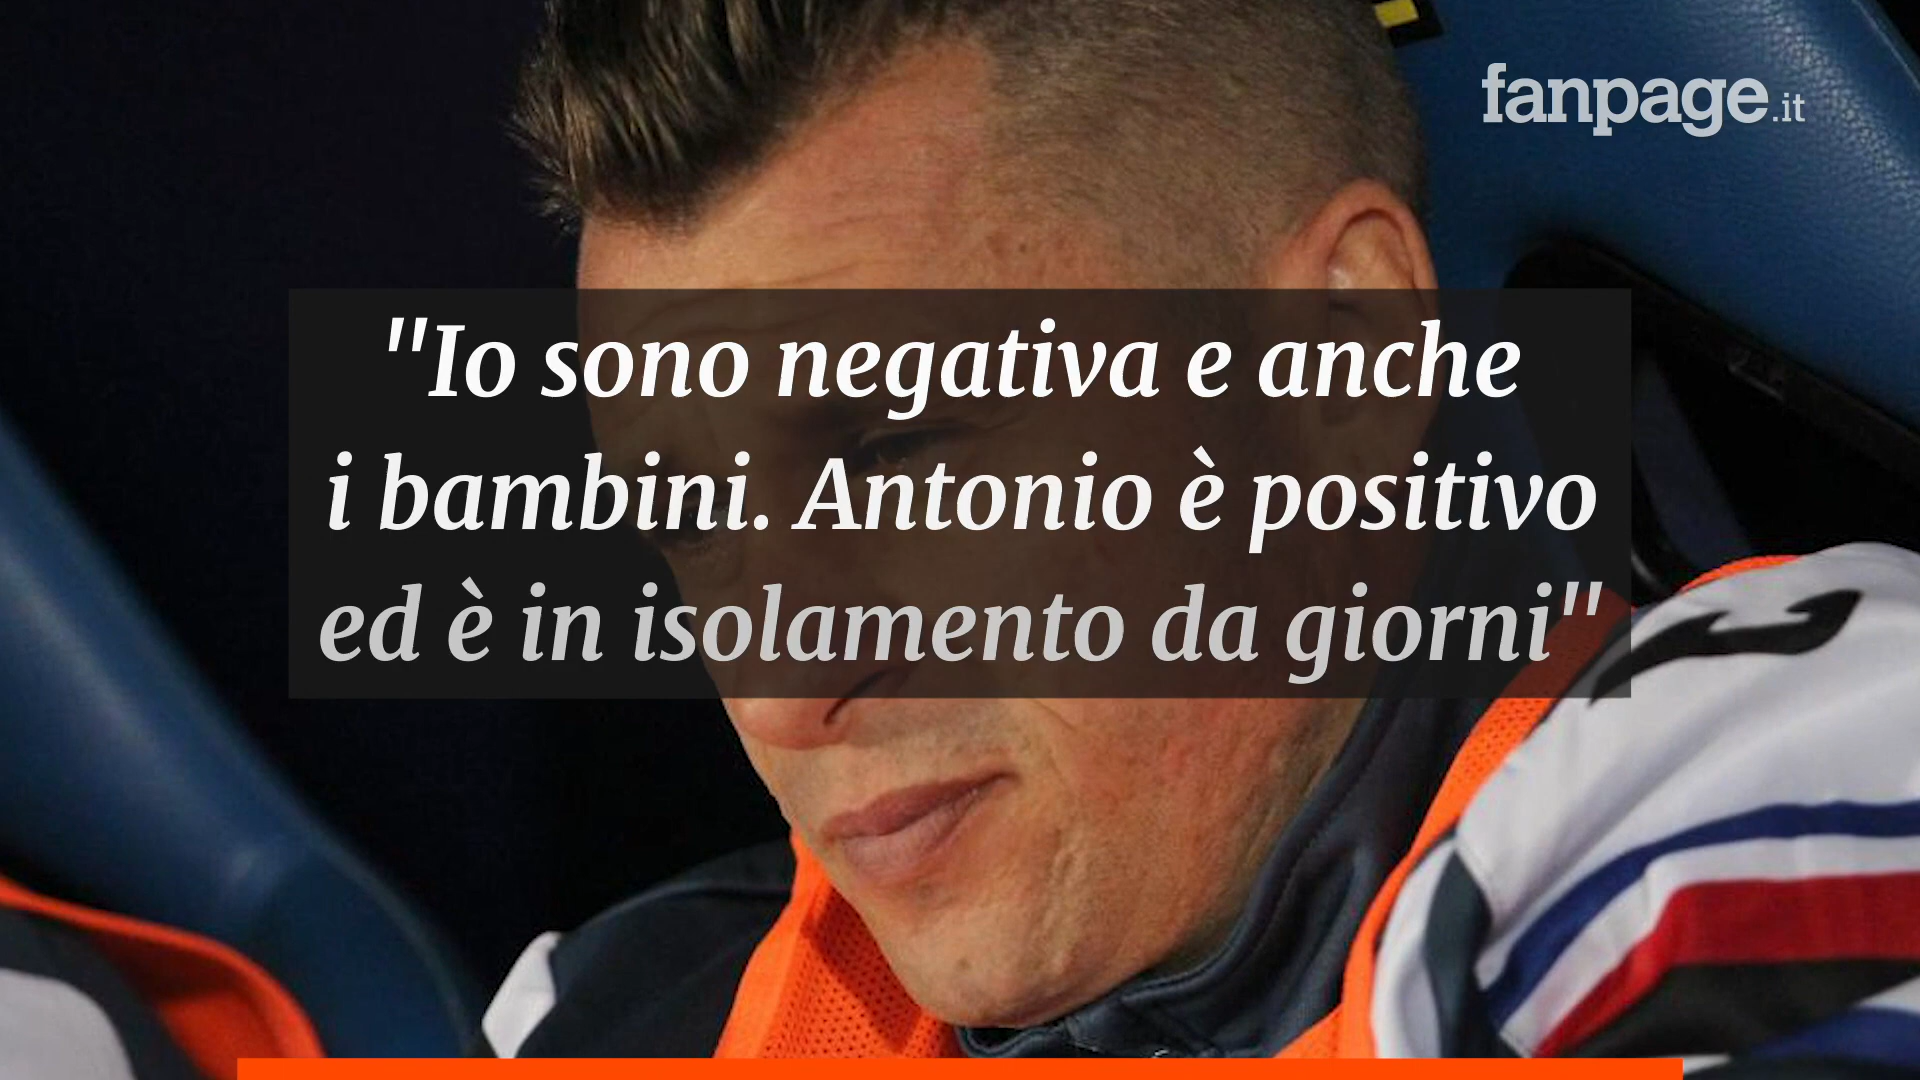 fanpage.it
"Io sono negativa e anche
i bambini. Antonio è positivo
ed è in isolamento da giorni"